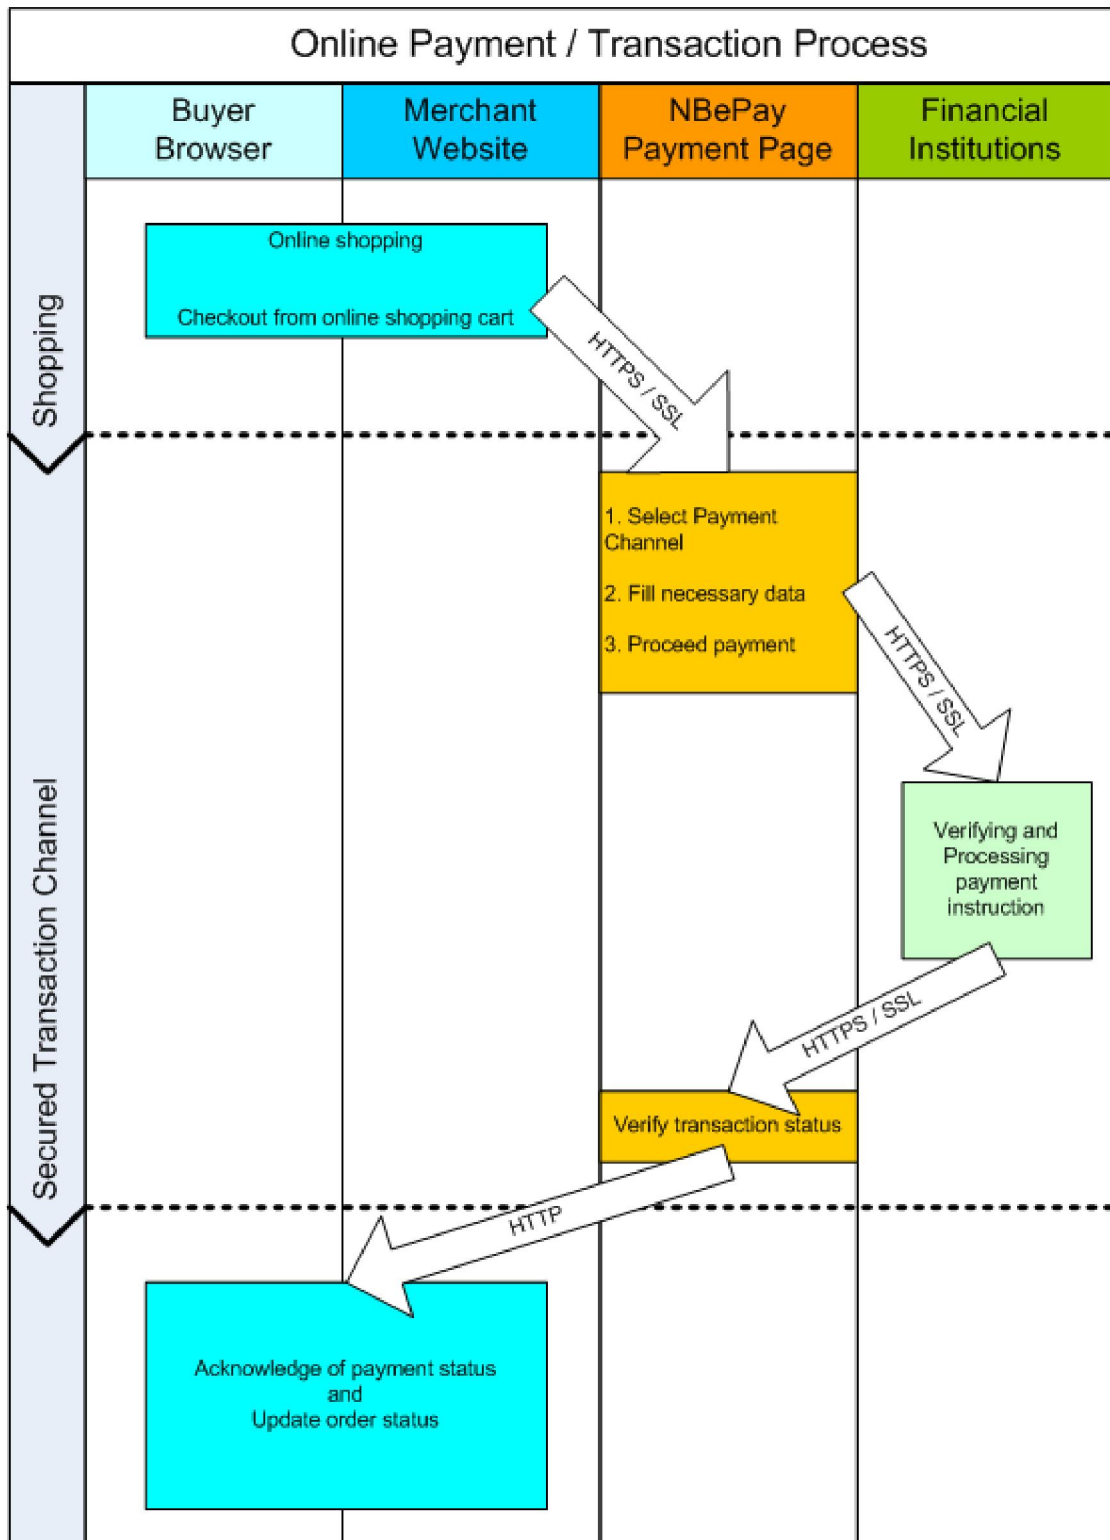 Online Payment / Transaction Process
Buyer
Browser
Merchant
Website
NBePay
Payment Page
Financial
Institutions
Shopping
Online shopping
Checkout from online shopping cart
HTTPS / SSL
Secured Transaction Channel
1. Select Payment
Channel
2. Fill necessary data
3. Proceed payment
HTTPS / SSL
Verifying and
Processing
payment
instruction
HTTPS / SSL
Verify transaction status
HTTP
Acknowledge of payment status
and
Update order status